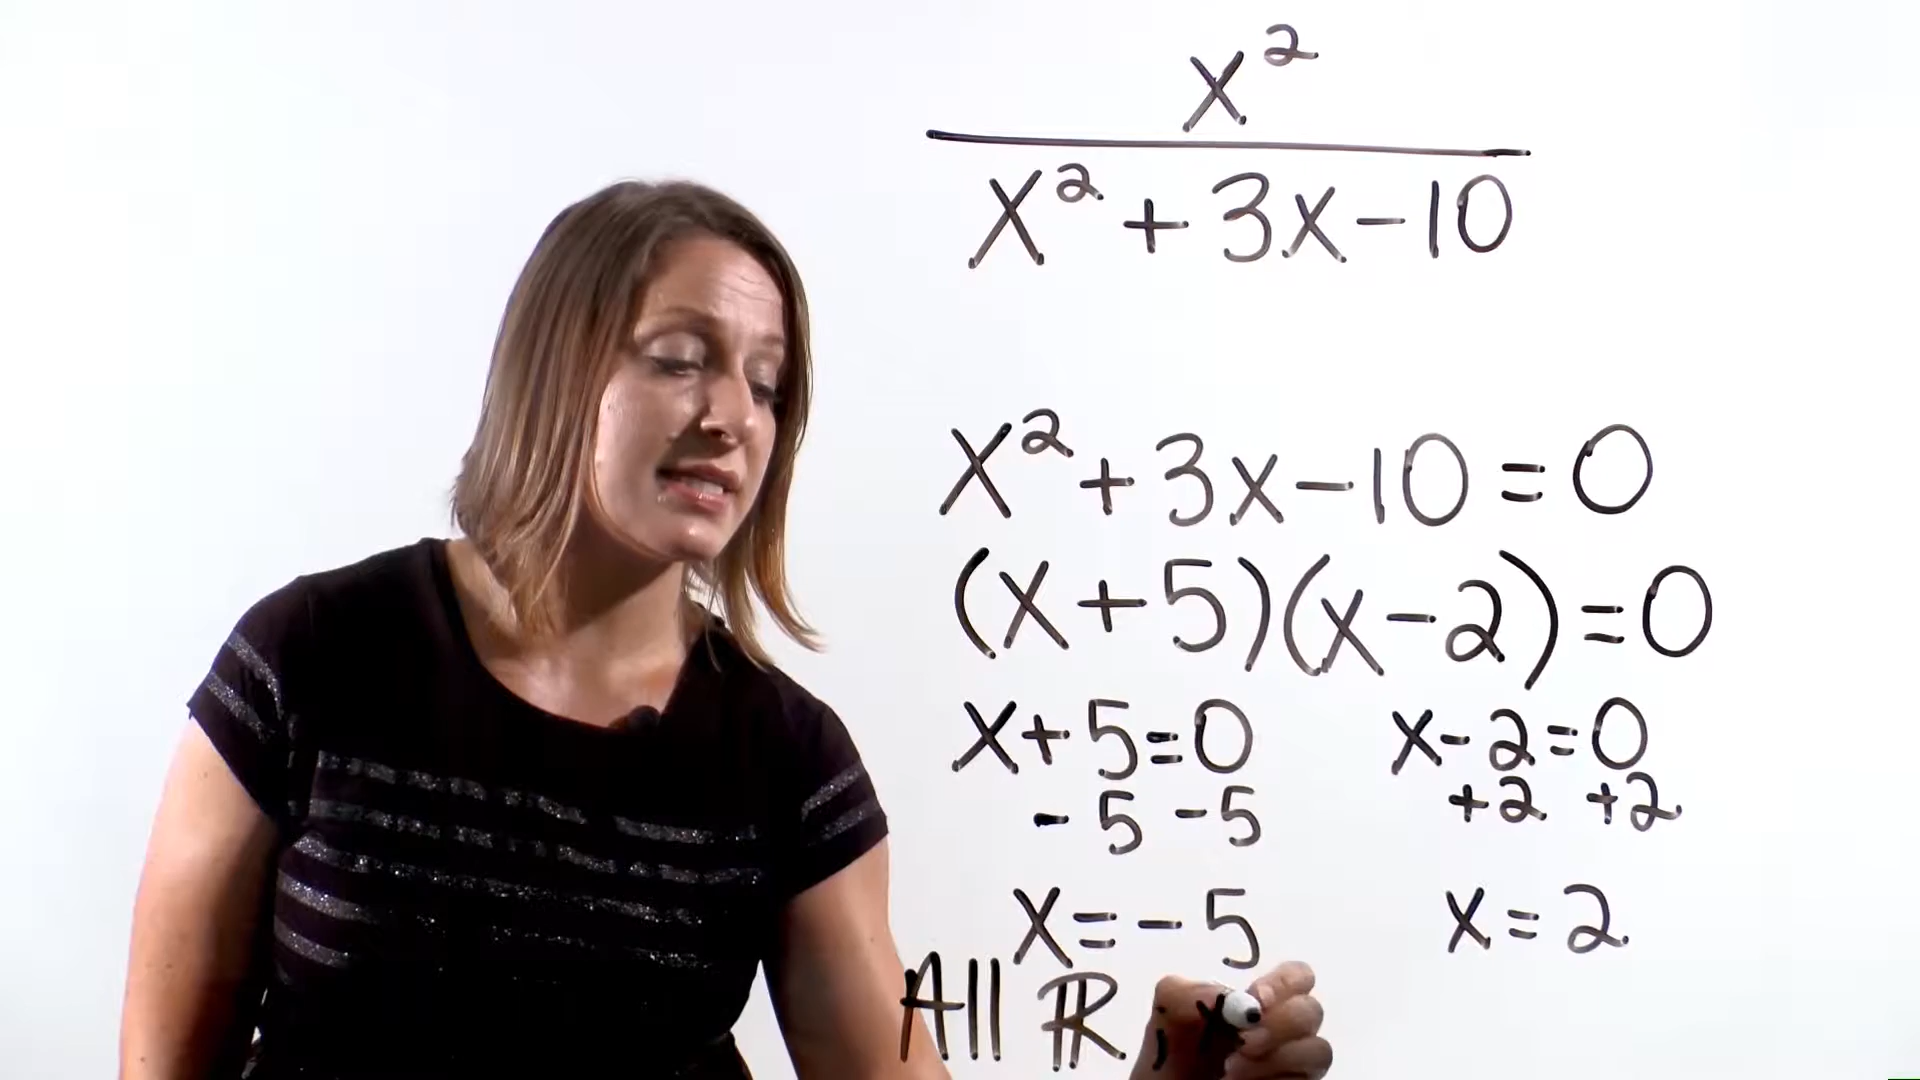 x²
x² + 3x - 10
x² + 3x - 10 = 0
(x + 5)(x - 2) = 0
x + 5 = 0 x - 2 = 0
- 5 - 5 +2 +2
x = - 5 x = 2
All ℝ ; x